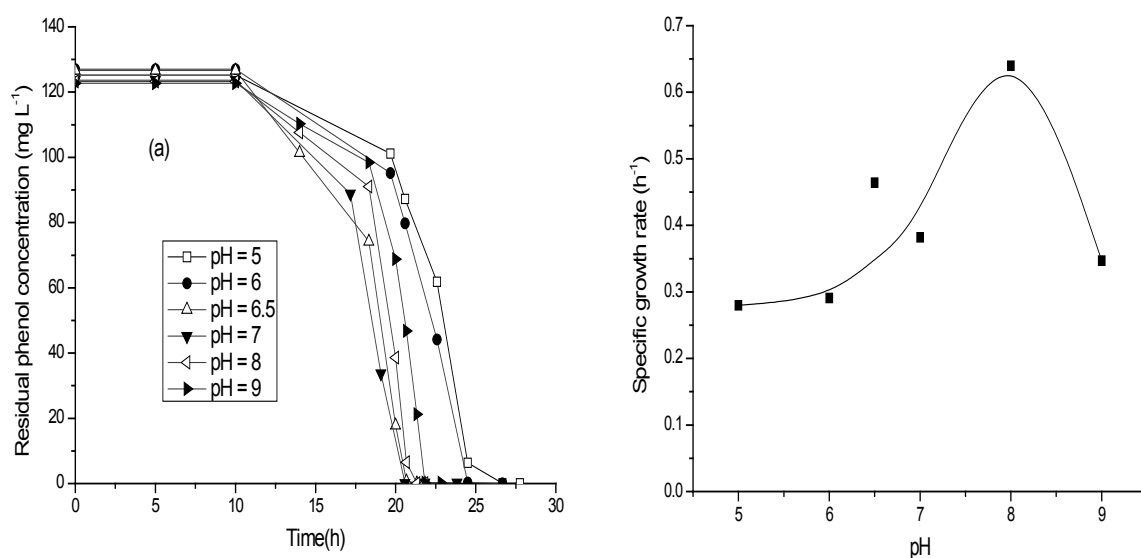 Residual phenol concentration (mg L⁻¹)
140
120
100
80
60
40
20
0
(a)
pH = 5
pH = 6
pH = 6.5
pH = 7
pH = 8
pH = 9
0 5 10 15 20 25 30
Time(h)
Specific growth rate (h⁻¹)
0.7
0.6
0.5
0.4
0.3
0.2
0.1
0.0
5 6 7 8 9
pH